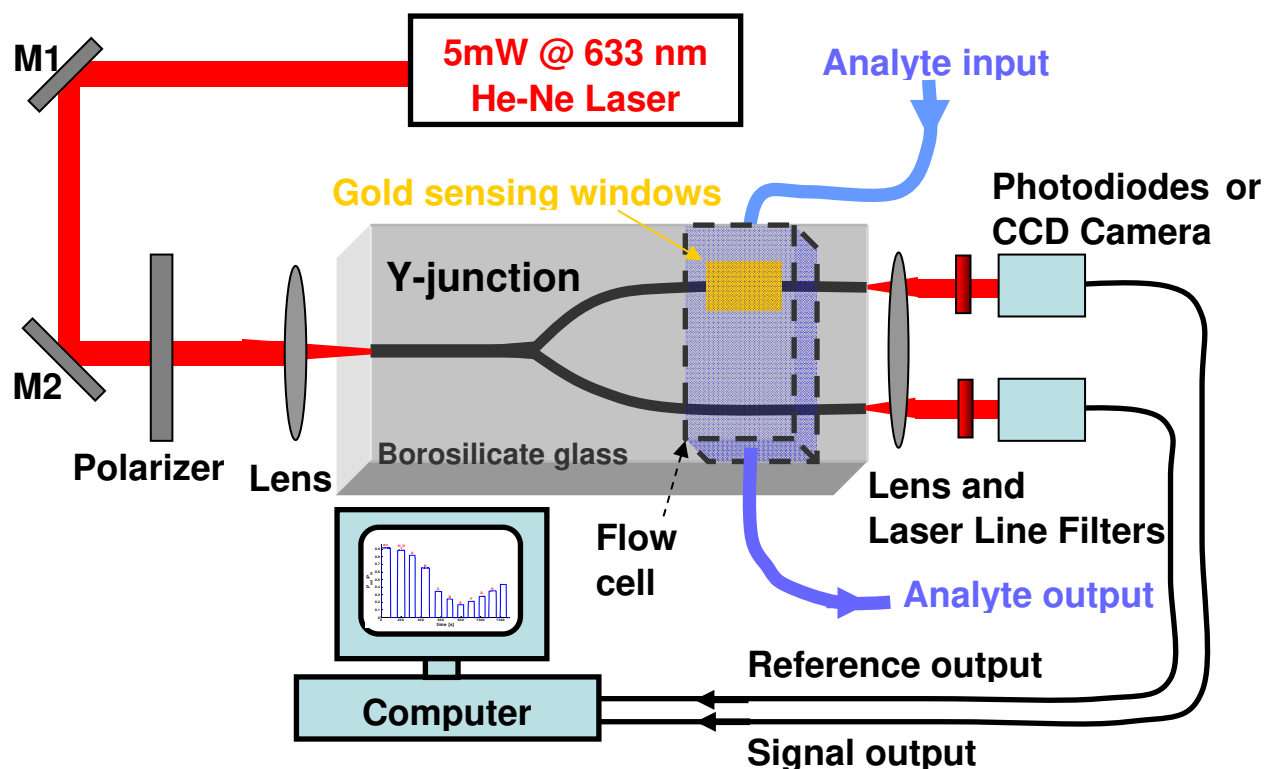 M1
5mW @ 633 nm
He-Ne Laser
Analyte input
Gold sensing windows
Photodiodes or
CCD Camera
Y-junction
M2
Borosilicate glass
Polarizer
Lens
Lens and
Laser Line Filters
Flow
cell
Analyte output
time [s]
Reference output
Computer
Signal output